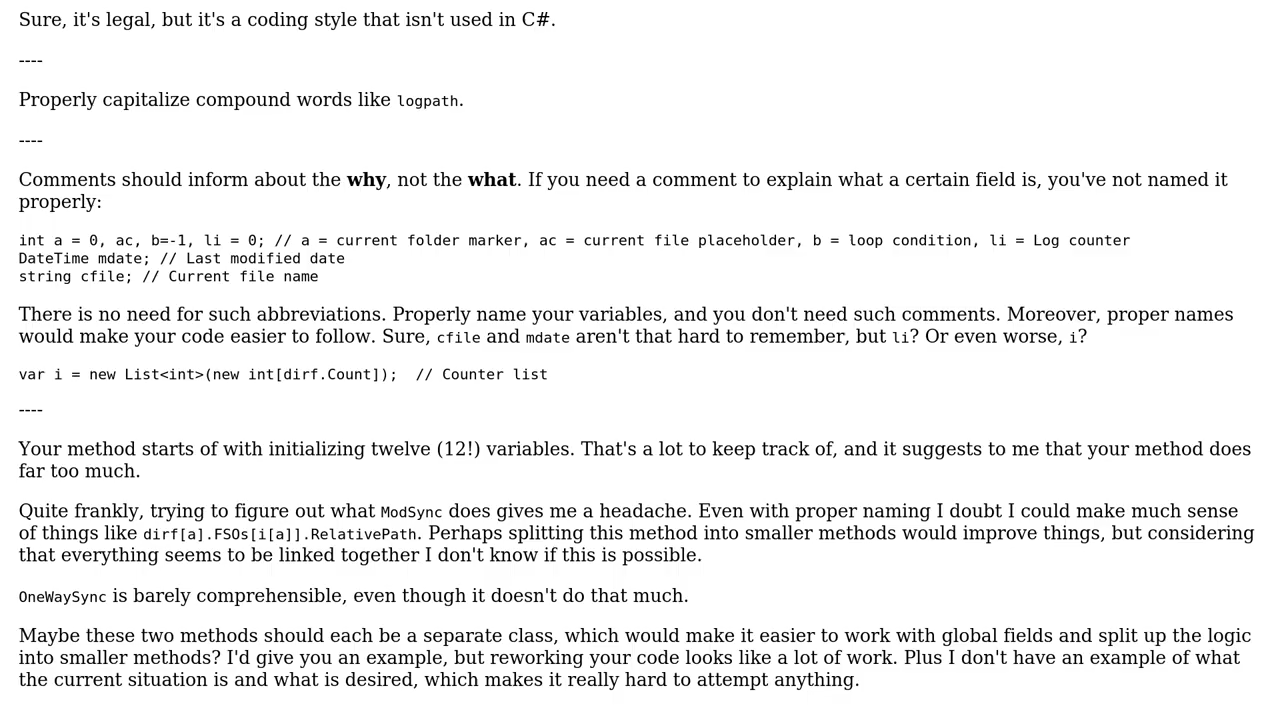 Sure, it's legal, but it's a coding style that isn't used in C#.
----
Properly capitalize compound words like logpath.
----
Comments should inform about the why, not the what. If you need a comment to explain what a certain field is, you've not named it
properly:
int a = 0, ac, b=-1, li = 0; // a = current folder marker, ac = current file placeholder, b = loop condition, li = Log counter
DateTime mdate; // Last modified date
string cfile; // Current file name
There is no need for such abbreviations. Properly name your variables, and you don't need such comments. Moreover, proper names
would make your code easier to follow. Sure, cfile and mdate aren't that hard to remember, but li? Or even worse, i?
var i = new List<int>(new int[dirf.Count]);  // Counter list
----
Your method starts of with initializing twelve (12!) variables. That's a lot to keep track of, and it suggests to me that your method does
far too much.
Quite frankly, trying to figure out what ModSync does gives me a headache. Even with proper naming I doubt I could make much sense
of things like dirf[a].FSOs[i[a]].RelativePath. Perhaps splitting this method into smaller methods would improve things, but considering
that everything seems to be linked together I don't know if this is possible.
OneWaySync is barely comprehensible, even though it doesn't do that much.
Maybe these two methods should each be a separate class, which would make it easier to work with global fields and split up the logic
into smaller methods? I'd give you an example, but reworking your code looks like a lot of work. Plus I don't have an example of what
the current situation is and what is desired, which makes it really hard to attempt anything.